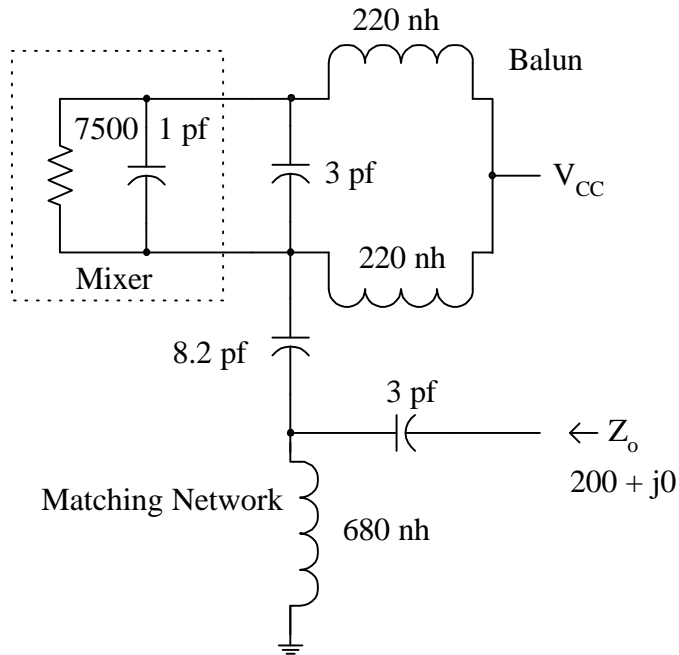 220 nh
Balun
7500
1 pf
3 pf
V_CC
Mixer
220 nh
8.2 pf
3 pf
Z_o
200 + j0
Matching Network
680 nh